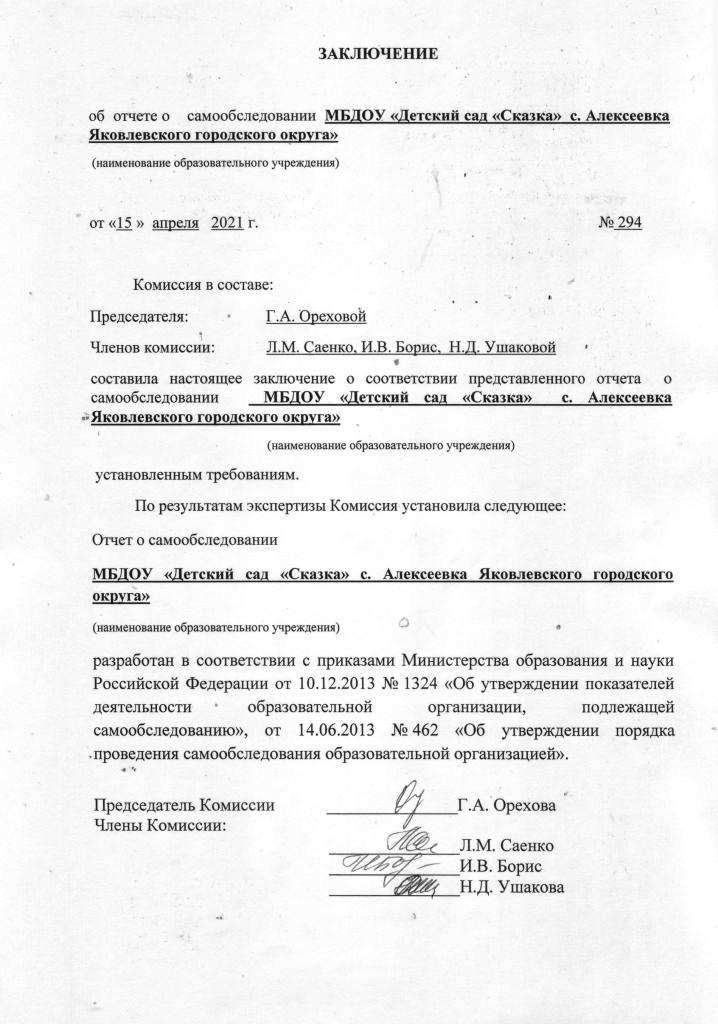 ЗАКЛЮЧЕНИЕ
об отчете о самообследовании МБДОУ «Детский сад «Сказка» с. Алексеевка
Яковлевского городского округа»
(наименование образовательного учреждения)
от «15 » апреля 2021 г. № 294
Комиссия в составе:
Председателя: Г.А. Ореховой
Членов комиссии: Л.М. Саенко, И.В. Борис, Н.Д. Ушаковой
составила настоящее заключение о соответствии представленного отчета о
самообследовании МБДОУ «Детский сад «Сказка» с. Алексеевка
Яковлевского городского округа»
(наименование образовательного учреждения)
установленным требованиям.
По результатам экспертизы Комиссия установила следующее:
Отчет о самообследовании
МБДОУ «Детский сад «Сказка» с. Алексеевка Яковлевского городского
округа»
(наименование образовательного учреждения)
разработан в соответствии с приказами Министерства образования и науки
Российской Федерации от 10.12.2013 № 1324 «Об утверждении показателей
деятельности образовательной организации, подлежащей
самообследованию», от 14.06.2013 № 462 «Об утверждении порядка
проведения самообследования образовательной организацией».
Председатель Комиссии Г.А. Орехова
Члены Комиссии:
Л.М. Саенко
И.В. Борис
Н.Д. Ушакова